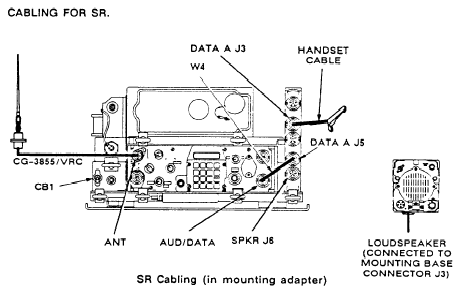 CABLING FOR SR.
DATA A J3
HANDSET
CABLE
W4
DATA A J5
CG-3855/VRC
CB1
ANT
AUD/DATA
SPKR J6
LOUDSPEAKER
(CONNECTED TO
MOUNTING BASE
CONNECTOR J3)
SR Cabling (in mounting adapter)